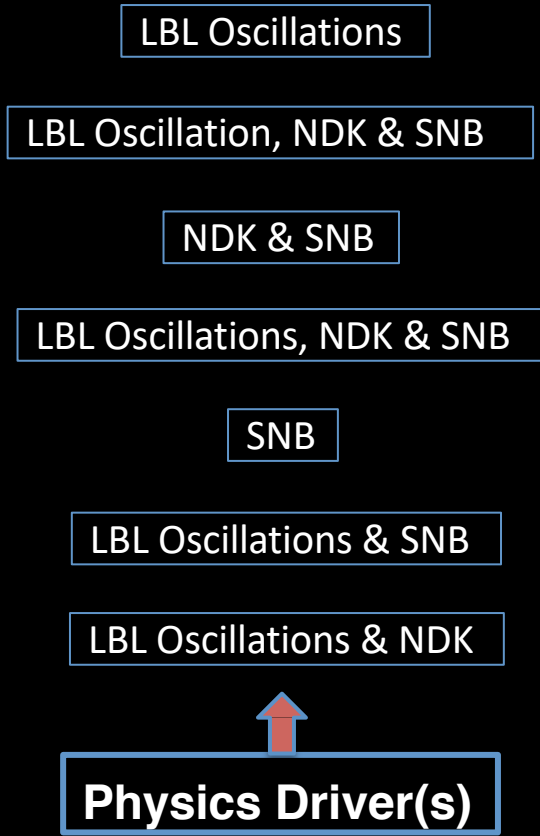 LBL Oscillations
LBL Oscillation, NDK & SNB
NDK & SNB
LBL Oscillations, NDK & SNB
SNB
LBL Oscillations & SNB
LBL Oscillations & NDK
Physics Driver(s)